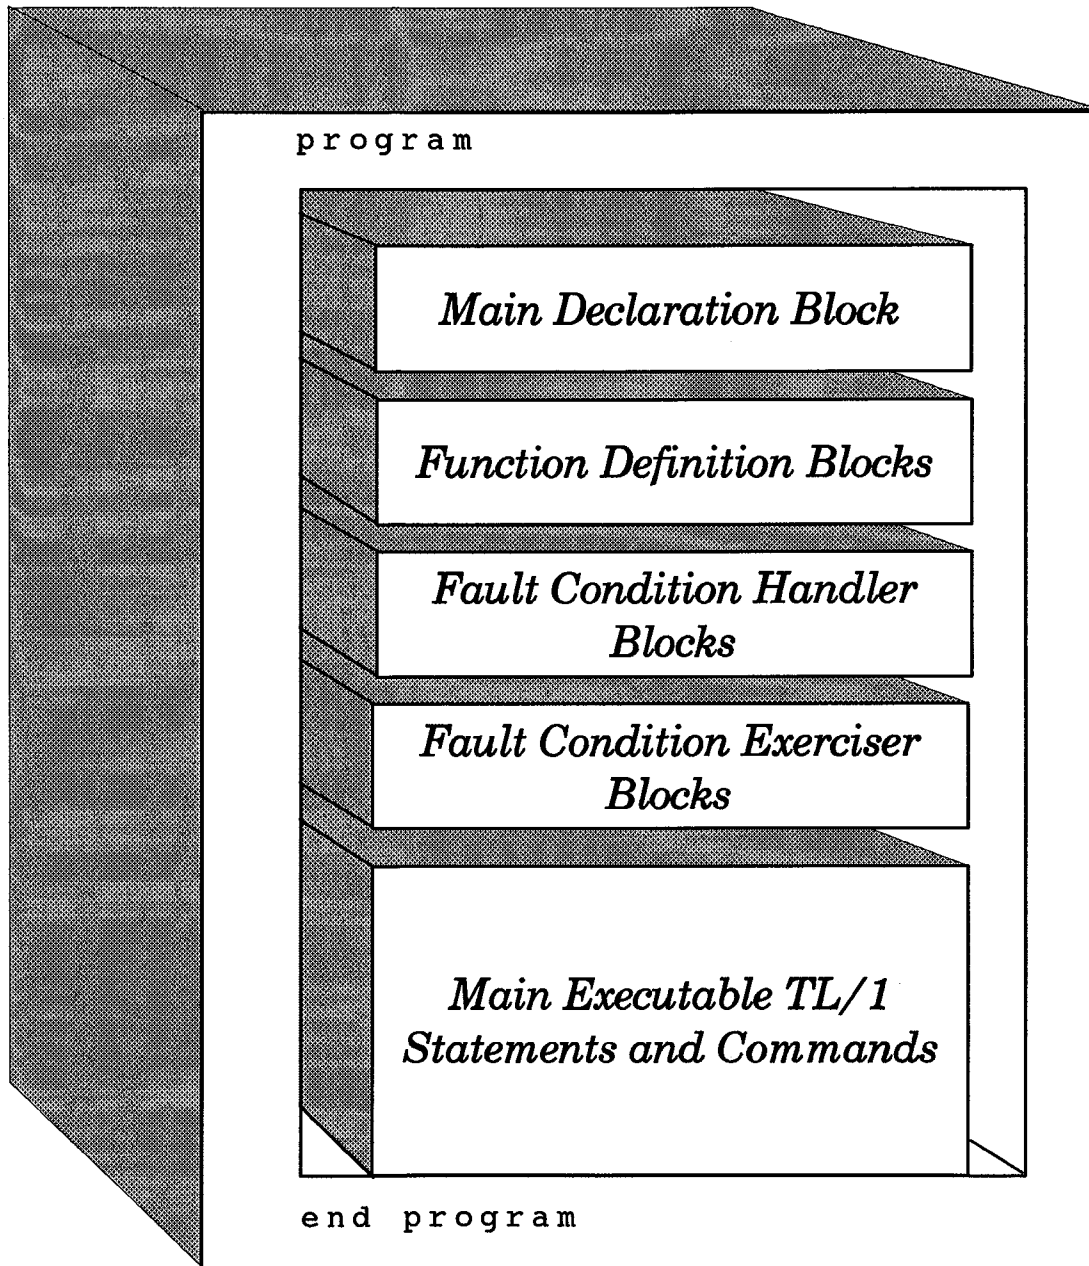 program
Main Declaration Block
Function Definition Blocks
Fault Condition Handler
Blocks
Fault Condition Exerciser
Blocks
Main Executable TL/1
Statements and Commands
end program